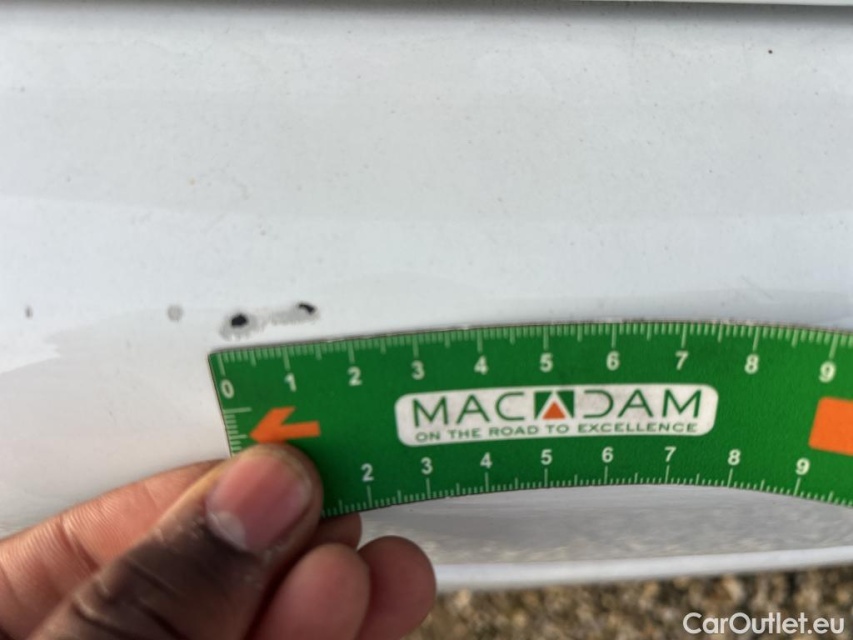 0 1 2 3 4 5 6 7 8 9
MACADAM
ON THE ROAD TO EXCELLENCE
2 3 4 5 6 7 8 9
CarOutlet.eu